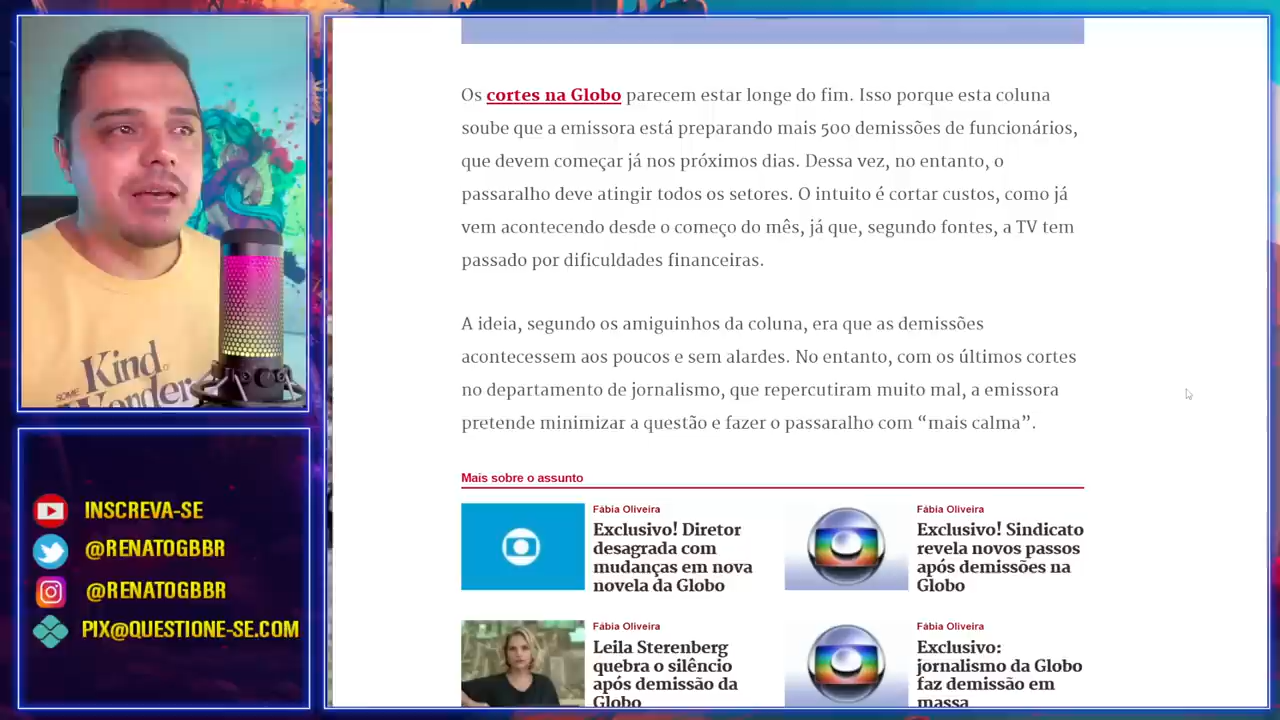 Os cortes na Globo parecem estar longe do fim. Isso porque esta coluna
soube que a emissora está preparando mais 500 demissões de funcionários,
que devem começar já nos próximos dias. Dessa vez, no entanto, o
passaralho deve atingir todos os setores. O intuito é cortar custos, como já
vem acontecendo desde o começo do mês, já que, segundo fontes, a TV tem
passado por dificuldades financeiras.
A ideia, segundo os amiguinhos da coluna, era que as demissões
acontecessem aos poucos e sem alardes. No entanto, com os últimos cortes
no departamento de jornalismo, que repercutiram muito mal, a emissora
pretende minimizar a questão e fazer o passaralho com “mais calma”.
Mais sobre o assunto
Fábia Oliveira
Exclusivo! Diretor
desagrada com
mudanças em nova
novela da Globo
Fábia Oliveira
Exclusivo! Sindicato
revela novos passos
após demissões na
Globo
Fábia Oliveira
Leila Sterenberg
quebra o silêncio
após demissão da
Globo
Fábia Oliveira
Exclusivo:
jornalismo da Globo
faz demissão em
massa
SOME
Kind of
Wonder
INSCREVA-SE
@RENATOGBBR
@RENATOGBBR
PIX@QUESTIONE-SE.COM